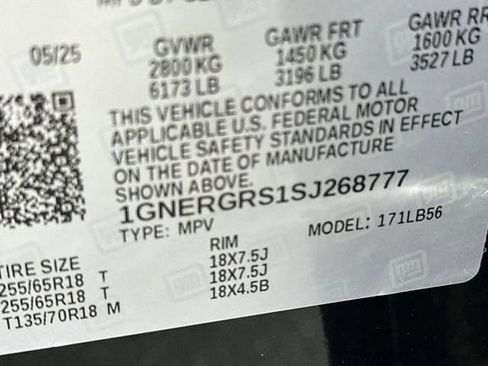 05/25 GVWR GAWR FRT GAWR RR
2800 KG 1450 KG 1600 KG
6173 LB 3196 LB 3527 LB
THIS VEHICLE CONFORMS TO ALL
APPLICABLE U.S. FEDERAL MOTOR
VEHICLE SAFETY STANDARDS IN EFFECT
ON THE DATE OF MANUFACTURE
SHOWN ABOVE.
1GNERGRS1SJ268777
TYPE: MPV MODEL: 171LB56
TIRE SIZE RIM
255/65R18 T 18X7.5J
255/65R18 T 18X7.5J
T135/70R18 M 18X4.5B